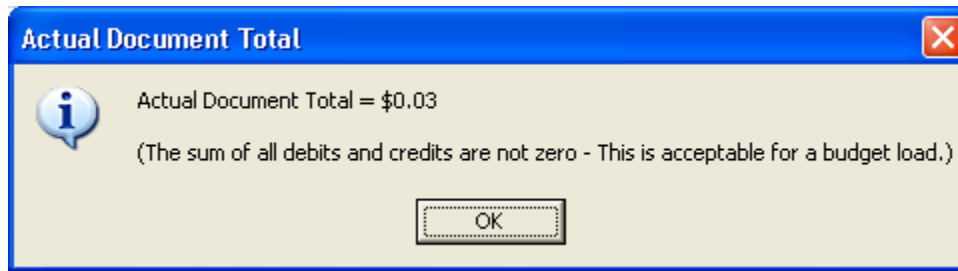 Actual Document Total
Actual Document Total = $0.03
(The sum of all debits and credits are not zero - This is acceptable for a budget load.)
OK